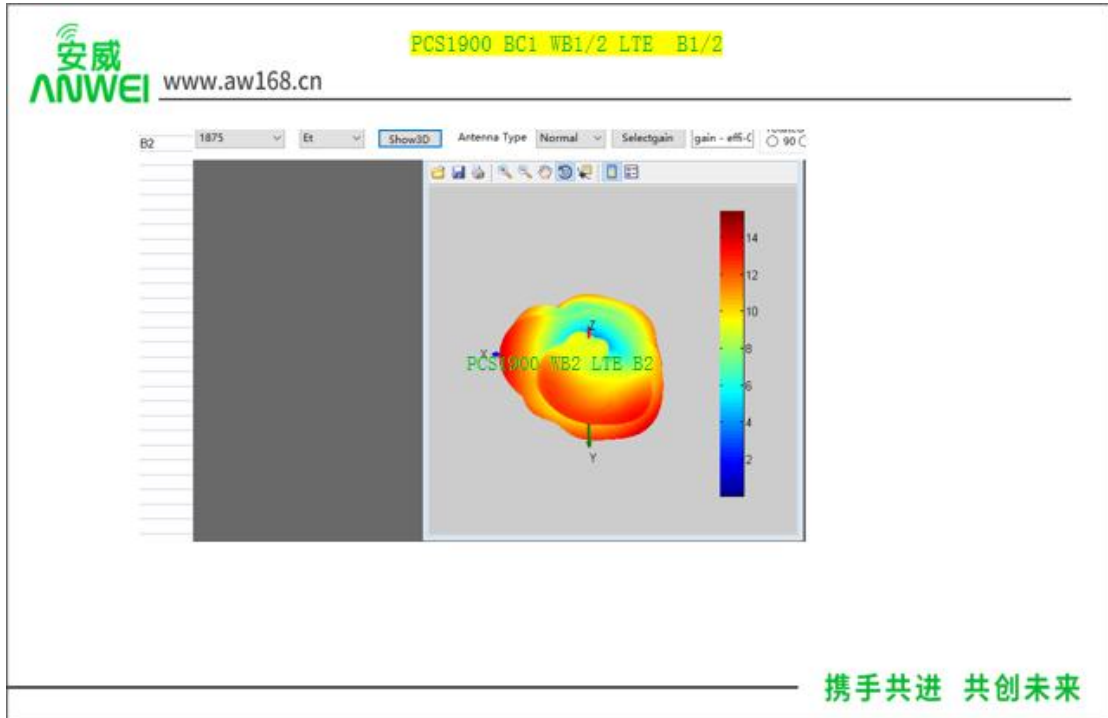 PCS1900 BC1 WB1/2 LTE B1/2
安威
ANWEI www.aw168.cn
B2 1875 Et Show3D Antenna Type Normal Selectgain gain - effi-C 90
14
12
10
6
4
2
Z
X
PCS1900 WB2 LTE B2
Y
携手共进 共创未来